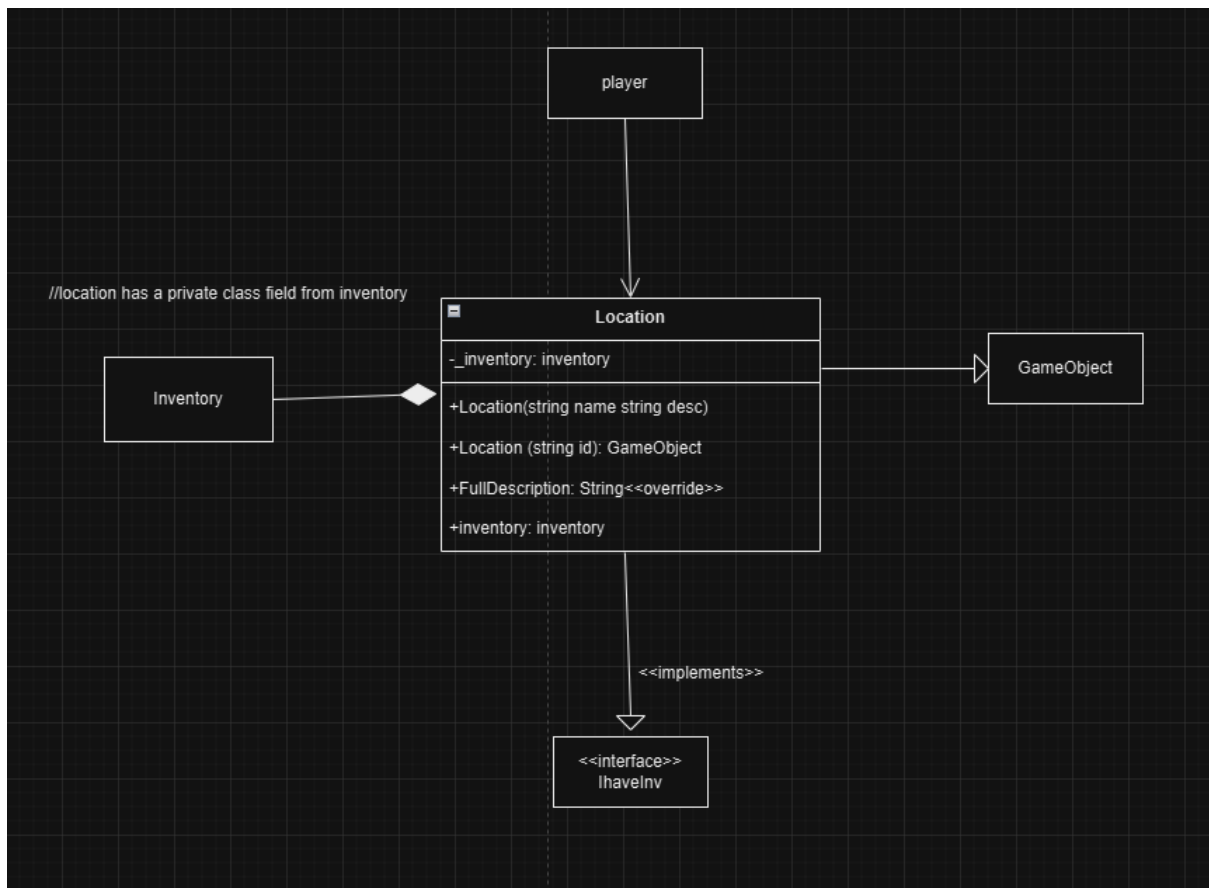 player
//location has a private class field from inventory
Location
-_inventory: inventory
Inventory
GameObject
+Location(string name string desc)
+Location (string id): GameObject
+FullDescription: String<<override>>
+inventory: inventory
<<implements>>
<<interface>>
IhaveInv